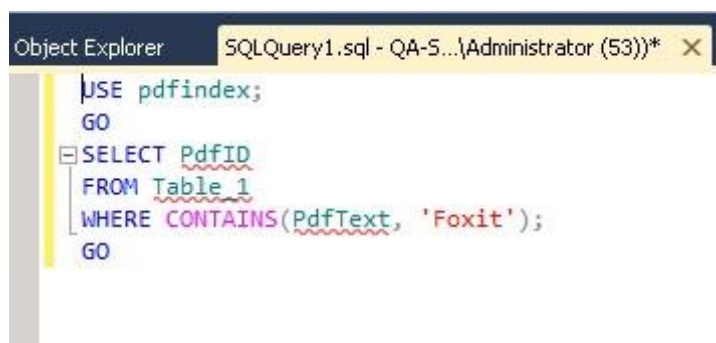 Object Explorer SQLQuery1.sql - QA-S...\Administrator (53))*
USE pdfindex;
GO
SELECT PdfID
FROM Table_1
WHERE CONTAINS(PdfText, 'Foxit');
GO